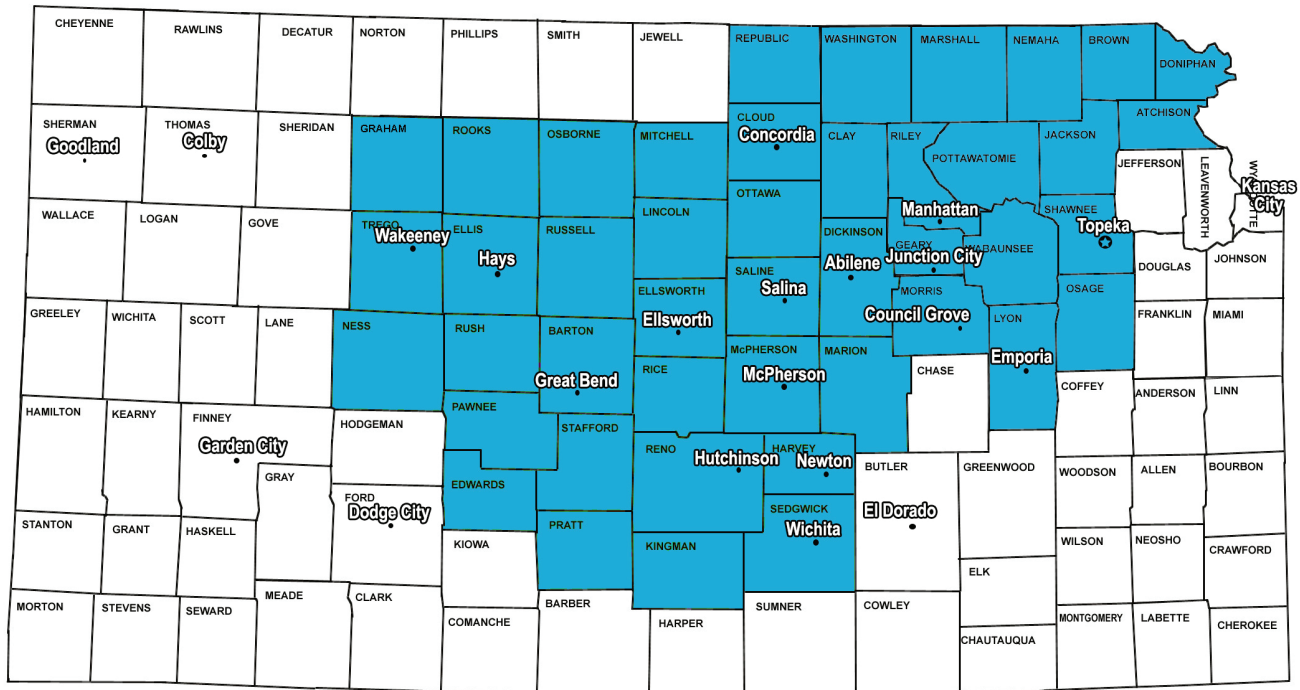 CHEYENNE
RAWLINS
DECATUR
NORTON
PHILLIPS
SMITH
JEWELL
REPUBLIC
WASHINGTON
MARSHALL
NEMAHA
BROWN
DONIPHAN
SHERMAN
Goodland
THOMAS
Colby
SHERIDAN
GRAHAM
ROOKS
OSBORNE
MITCHELL
CLOUD
Concordia
CLAY
RILEY
POTTAWATOMIE
JACKSON
ATCHISON
JEFFERSON
LEAVENWORTH
Kansas
City
WALLACE
LOGAN
GOVE
TREGO
Wakeeney
ELLIS
Hays
RUSSELL
LINCOLN
OTTAWA
DICKINSON
Abilene
Manhattan
GEARY
Junction City
WABAUNSEE
SHAWNEE
Topeka
DOUGLAS
JOHNSON
GREELEY
WICHITA
SCOTT
LANE
NESS
RUSH
BARTON
Great Bend
ELLSWORTH
Ellsworth
SALINE
Salina
MORRIS
Council Grove
LYON
Emporia
OSAGE
FRANKLIN
MIAMI
HAMILTON
KEARNY
FINNEY
Garden City
HODGEMAN
PAWNEE
STAFFORD
RICE
McPHERSON
McPherson
MARION
CHASE
COFFEY
ANDERSON
LINN
GRAY
FORD
Dodge City
EDWARDS
RENO
Hutchinson
HARVEY
Newton
BUTLER
El Dorado
GREENWOOD
WOODSON
ALLEN
BOURBON
STANTON
GRANT
HASKELL
KIOWA
PRATT
KINGMAN
SEDGWICK
Wichita
ELK
WILSON
NEOSHO
CRAWFORD
MORTON
STEVENS
SEWARD
MEADE
CLARK
COMANCHE
BARBER
HARPER
SUMNER
COWLEY
CHAUTAUQUA
MONTGOMERY
LABETTE
CHEROKEE